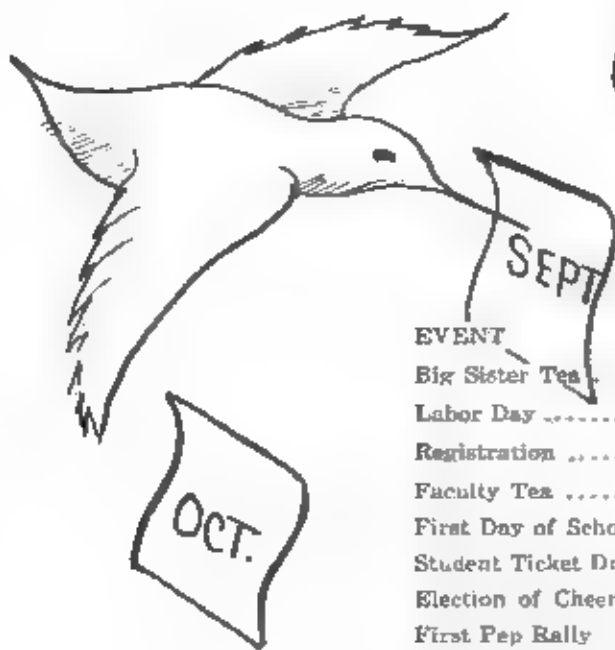 SEPT
EVENT
Big Sister Tea .
Labor Day .......
Registration .....
Faculty Tea .....
First Day of Scho
Student Ticket Dr
Election of Cheer
First Pep Rally
OCT.